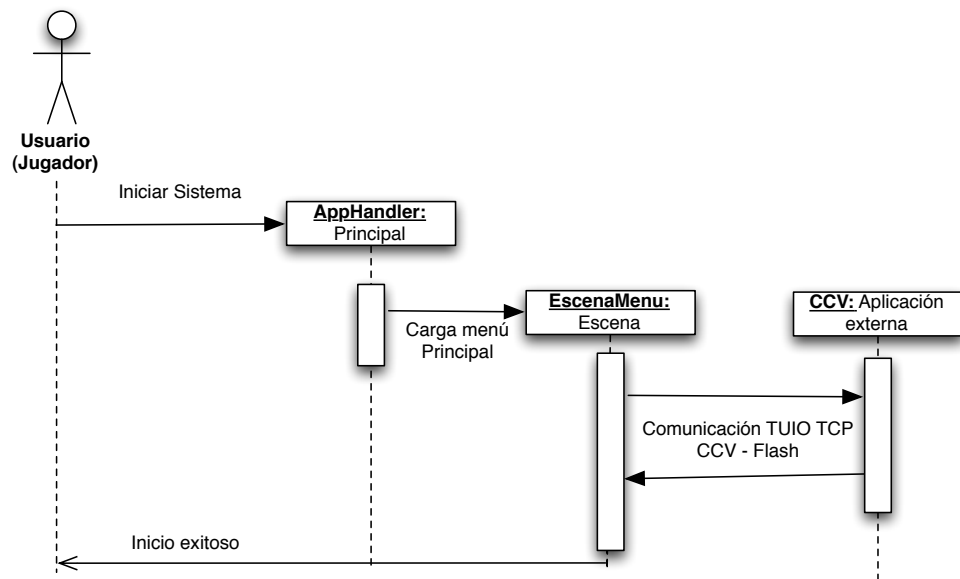 Usuario
(Jugador)
Iniciar Sistema
AppHandler:
Principal
Carga menú
Principal
EscenaMenu:
Escena
CCV: Aplicación
externa
Comunicación TUIO TCP
CCV - Flash
Inicio exitoso